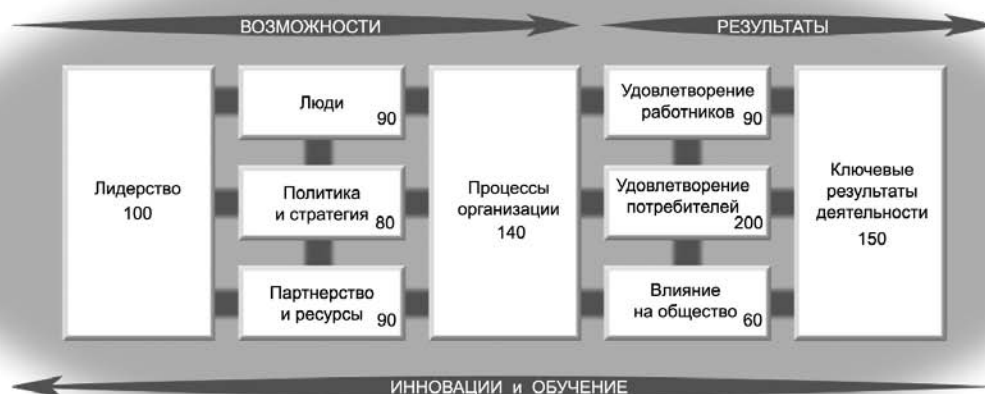 ВОЗМОЖНОСТИ
РЕЗУЛЬТАТЫ
Лидерство
100
Люди
90
Политика
и стратегия 80
Партнерство
и ресурсы 90
Процессы
организации
140
Удовлетворение
работников 90
Удовлетворение
потребителей
200
Влияние
на общество 60
Ключевые
результаты
деятельности
150
ИННОВАЦИИ и ОБУЧЕНИЕ